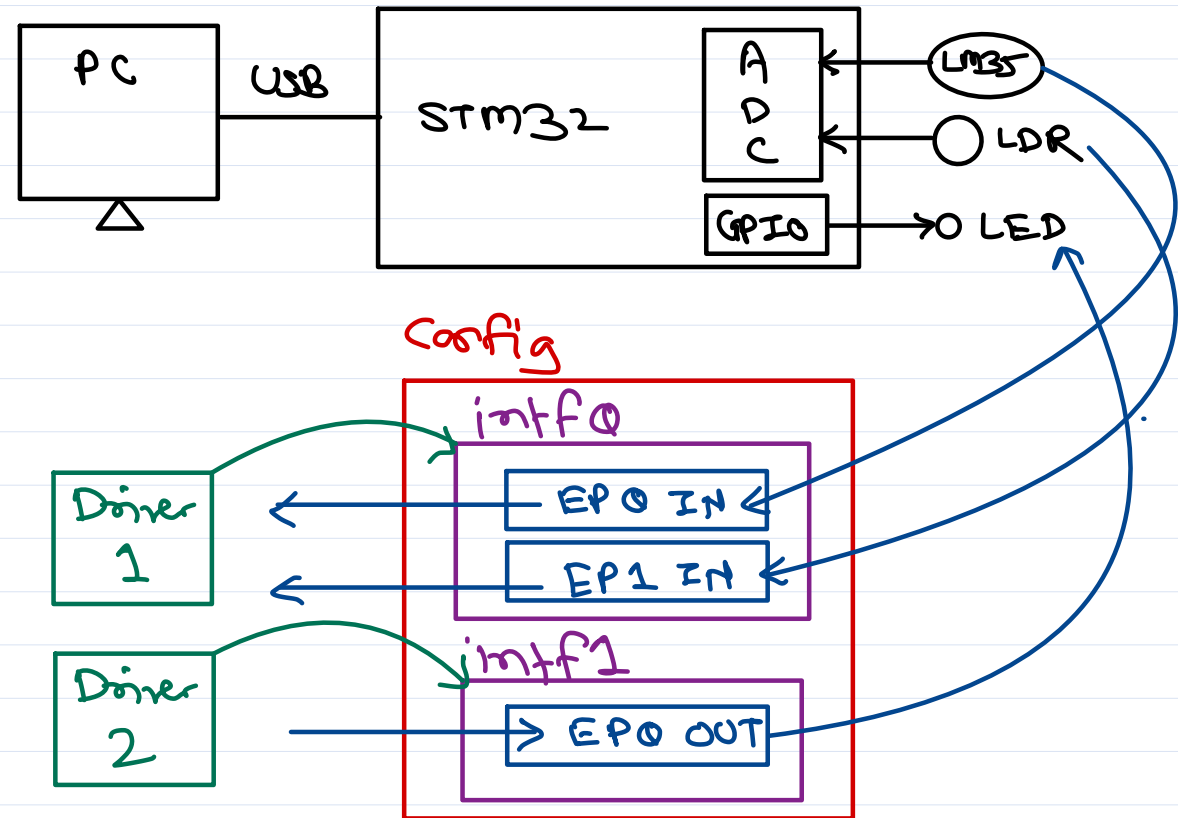 PC
USB
STM32
A
D
C
LM35
LDR
GPIO
LED
Config
intf0
Driver
1
EP0 IN
EP1 IN
intf1
Driver
2
EP0 OUT